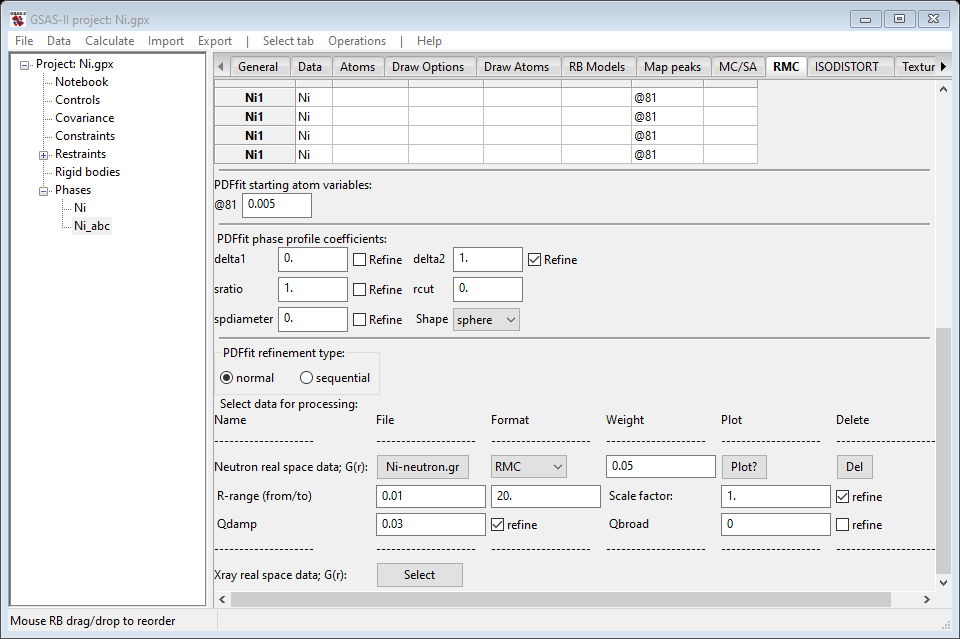 GSAS-II project: Ni.gpx
File Data Calculate Import Export | Select tab Operations | Help
Project: Ni.gpx
Notebook
Controls
Covariance
Constraints
Restraints
Rigid bodies
Phases
Ni
Ni_abc
General Data Atoms Draw Options Draw Atoms RB Models Map peaks MC/SA RMC ISODISTORT Textur
Ni1 Ni @81
Ni1 Ni @81
Ni1 Ni @81
Ni1 Ni @81
PDFfit starting atom variables:
@81 0.005
PDFfit phase profile coefficients:
delta1 0. Refine delta2 1. Refine
sratio 1. Refine rcut 0.
spdiameter 0. Refine Shape sphere
PDFfit refinement type:
normal sequential
Select data for processing:
Name File Format Weight Plot Delete
-------------------- -------------------- -------------------- -------------------- -------------------- --------------------
Neutron real space data; G(r): Ni-neutron.gr RMC 0.05 Plot? Del
R-range (from/to) 0.01 20. Scale factor: 1. refine
Qdamp 0.03 refine Qbroad 0 refine
-------------------- -------------------- -------------------- -------------------- -------------------- --------------------
Xray real space data; G(r): Select
Mouse RB drag/drop to reorder